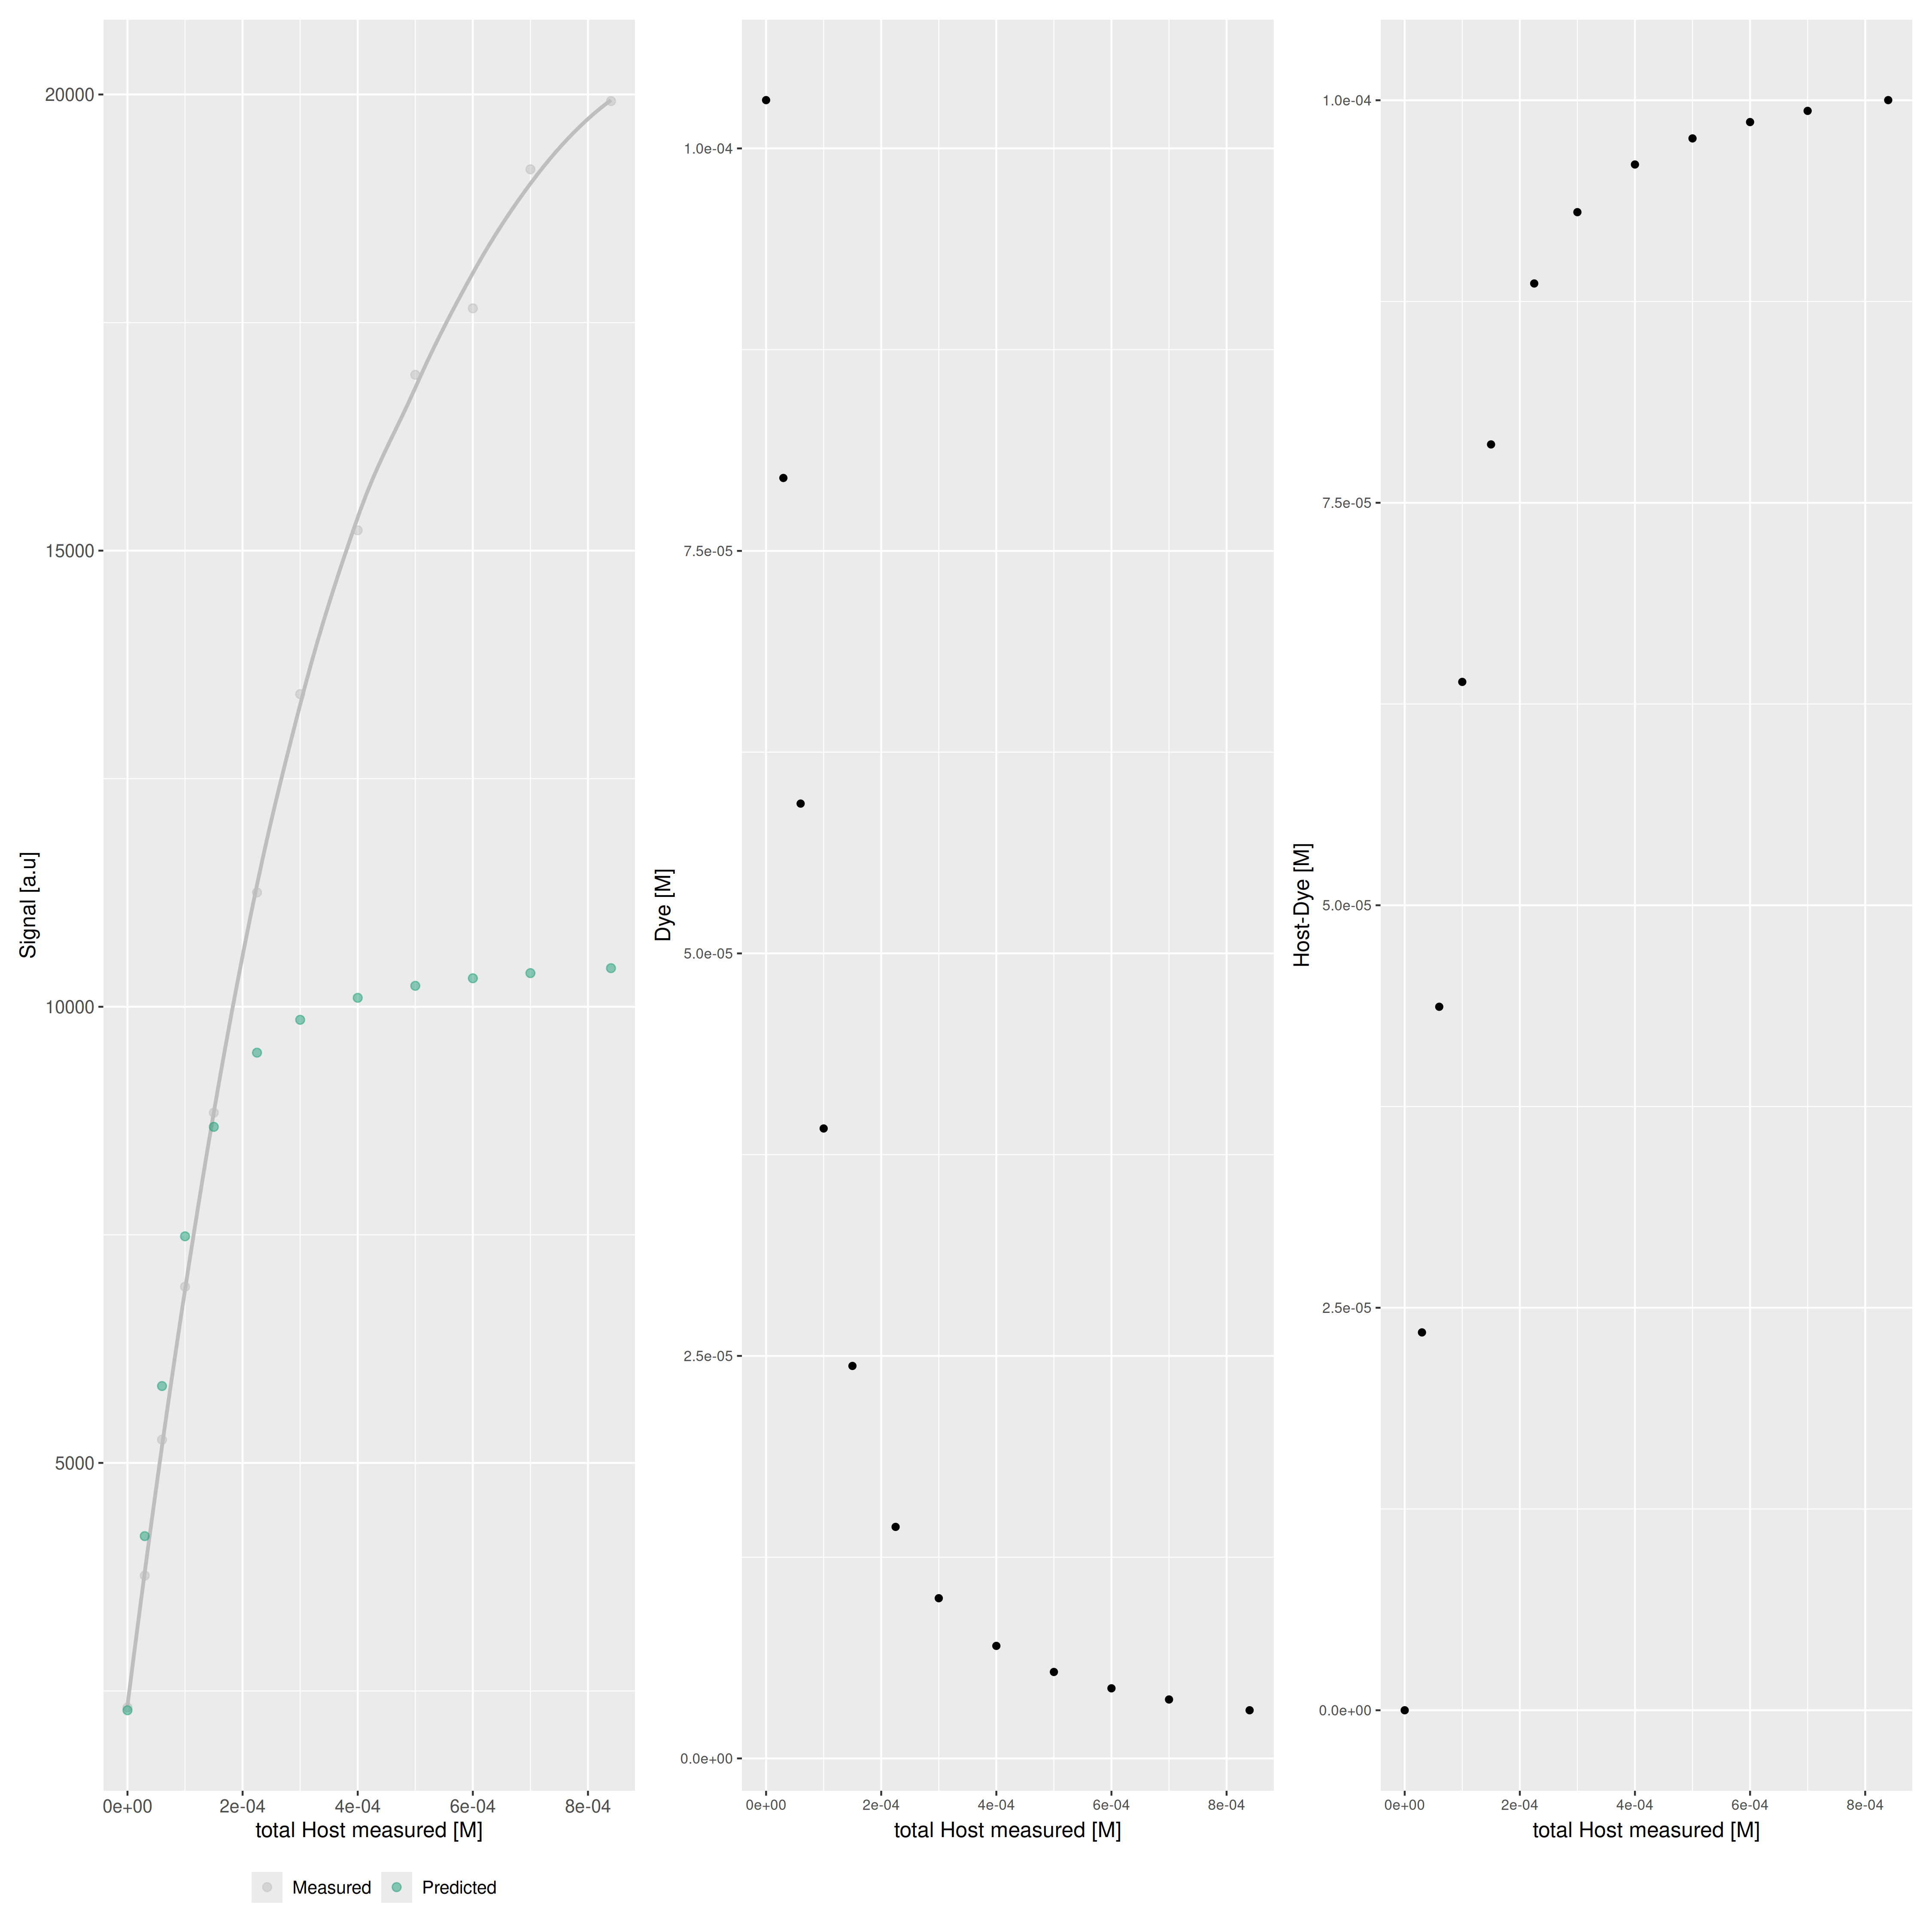 Signal [a.u]
20000
15000
10000
5000
0e+00 2e-04 4e-04 6e-04 8e-04
total Host measured [M]
Measured Predicted
Dye [M]
1.0e-04
7.5e-05
5.0e-05
2.5e-05
0.0e+00
0e+00 2e-04 4e-04 6e-04 8e-04
total Host measured [M]
Host-Dye [M]
1.0e-04
7.5e-05
5.0e-05
2.5e-05
0.0e+00
0e+00 2e-04 4e-04 6e-04 8e-04
total Host measured [M]